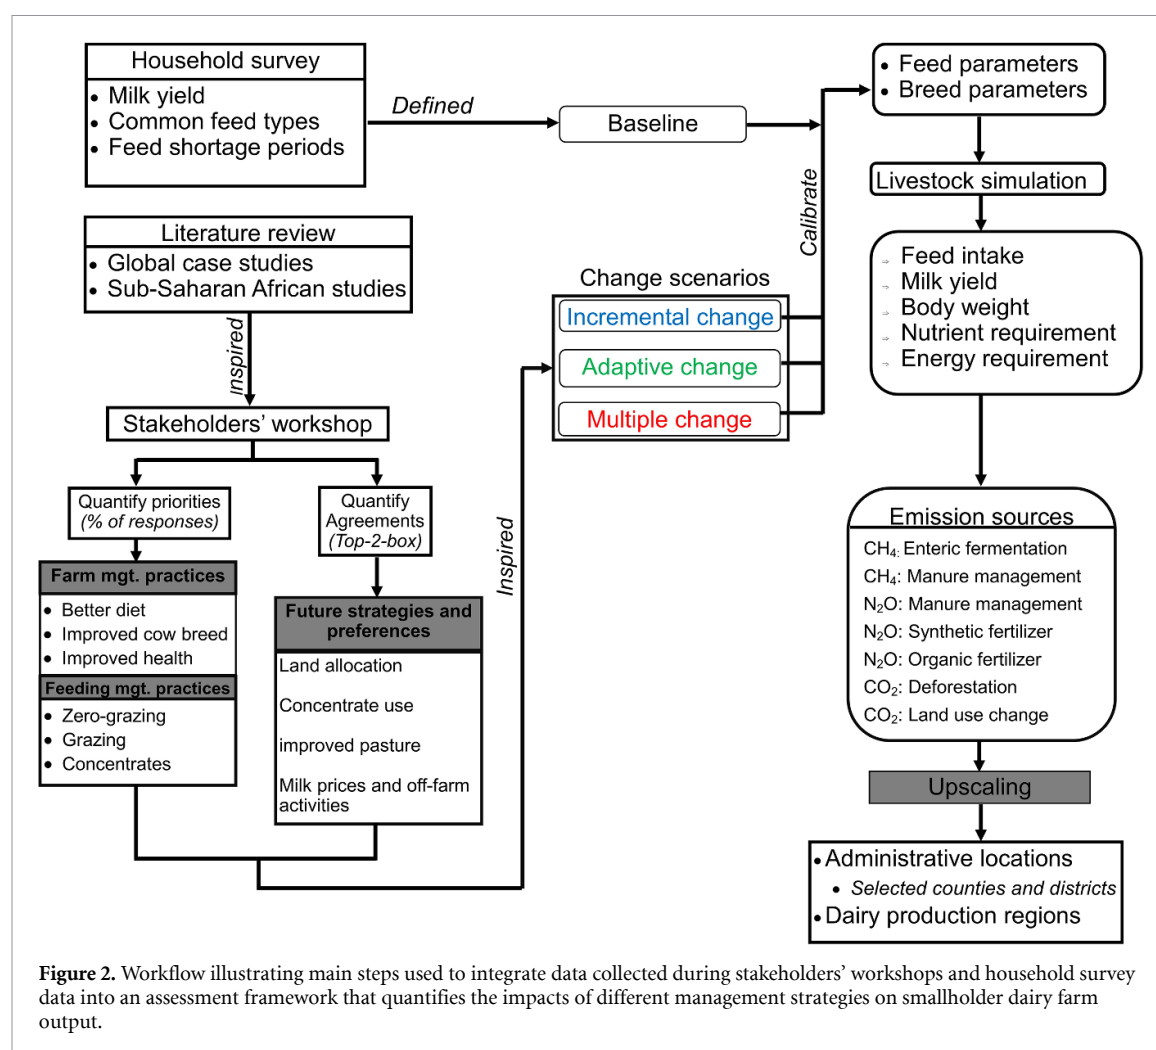 Household survey
• Milk yield
• Common feed types
• Feed shortage periods
Defined
Baseline
Literature review
• Global case studies
• Sub-Saharan African studies
Inspired
Stakeholders’ workshop
Quantify priorities
(% of responses)
Quantify
Agreements
(Top-2-box)
Farm mgt. practices
• Better diet
• Improved cow breed
• Improved health
Feeding mgt. practices
• Zero-grazing
• Grazing
• Concentrates
Future strategies and
preferences
Land allocation
Concentrate use
improved pasture
Milk prices and off-farm
activities
Inspired
Change scenarios
Incremental change
Adaptive change
Multiple change
Calibrate
• Feed parameters
• Breed parameters
Livestock simulation
⇒ Feed intake
⇒ Milk yield
⇒ Body weight
⇒ Nutrient requirement
⇒ Energy requirement
Emission sources
CH₄: Enteric fermentation
CH₄: Manure management
N₂O: Manure management
N₂O: Synthetic fertilizer
N₂O: Organic fertilizer
CO₂: Deforestation
CO₂: Land use change
Upscaling
• Administrative locations
• Selected counties and districts
• Dairy production regions
Figure 2. Workflow illustrating main steps used to integrate data collected during stakeholders’ workshops and household survey
data into an assessment framework that quantifies the impacts of different management strategies on smallholder dairy farm
output.